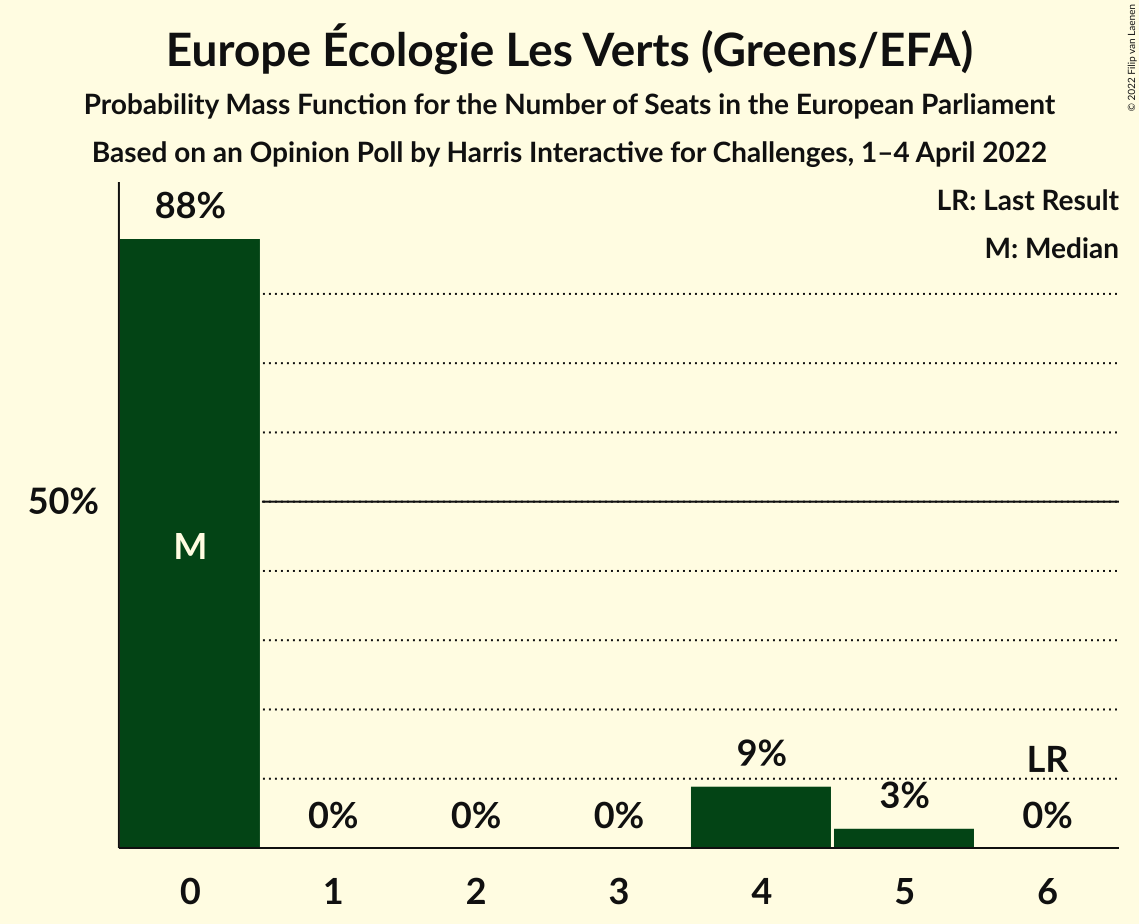 Europe Écologie Les Verts (Greens/EFA)
Probability Mass Function for the Number of Seats in the European Parliament
Based on an Opinion Poll by Harris Interactive for Challenges, 1–4 April 2022
© 2022 Filip van Laenen
LR: Last Result
M: Median
88%
50%
M
9%
LR
3%
0%
0%
0%
0%
0
1
2
3
4
5
6